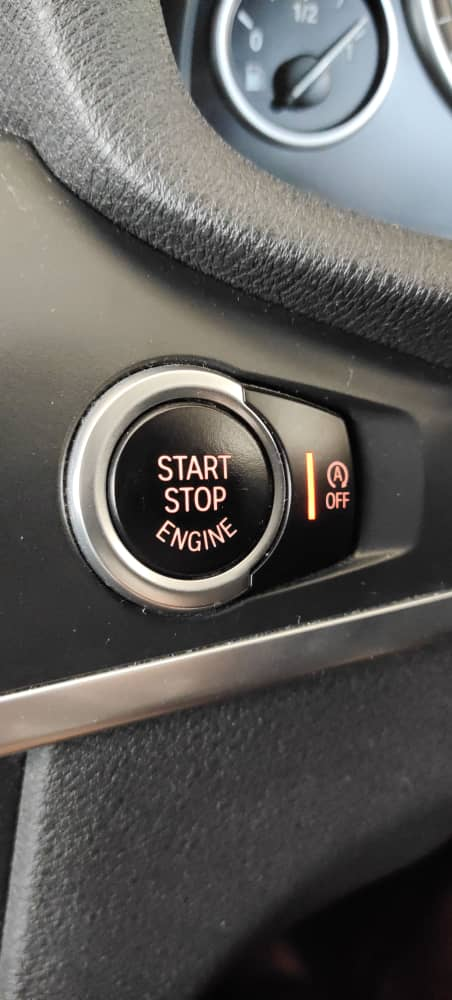 1/2
0
START
STOP
ENGINE
A
OFF